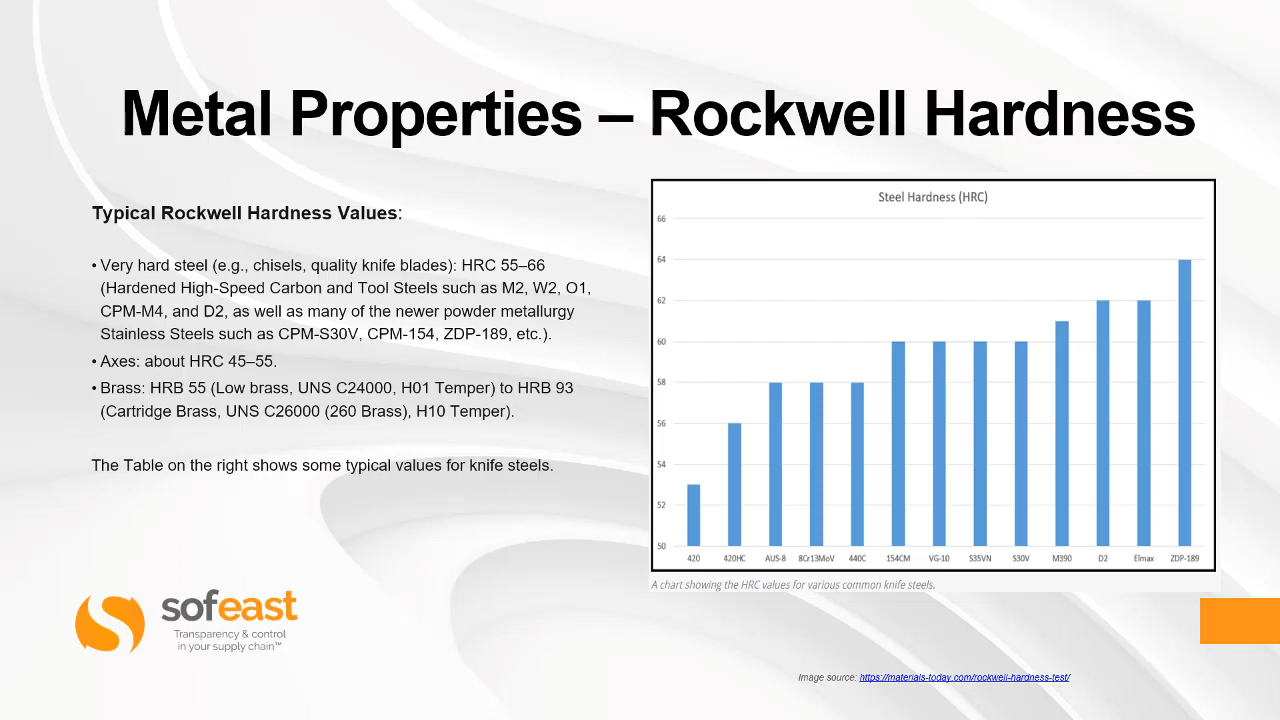 Metal Properties – Rockwell Hardness
Typical Rockwell Hardness Values:
• Very hard steel (e.g., chisels, quality knife blades): HRC 55–66
(Hardened High-Speed Carbon and Tool Steels such as M2, W2, O1,
CPM-M4, and D2, as well as many of the newer powder metallurgy
Stainless Steels such as CPM-S30V, CPM-154, ZDP-189, etc.).
• Axes: about HRC 45–55.
• Brass: HRB 55 (Low brass, UNS C24000, H01 Temper) to HRB 93
(Cartridge Brass, UNS C26000 (260 Brass), H10 Temper).
The Table on the right shows some typical values for knife steels.
Steel Hardness (HRC)
66
64
62
60
58
56
54
52
50
420 420HC AUS-8 8Cr13MoV 440C 154CM VG-10 S35VN S30V M390 D2 Elmax ZDP-189
A chart showing the HRC values for various common knife steels.
sofeast
Transparency & control
in your supply chain™
Image source: https://materials-today.com/rockwell-hardness-test/